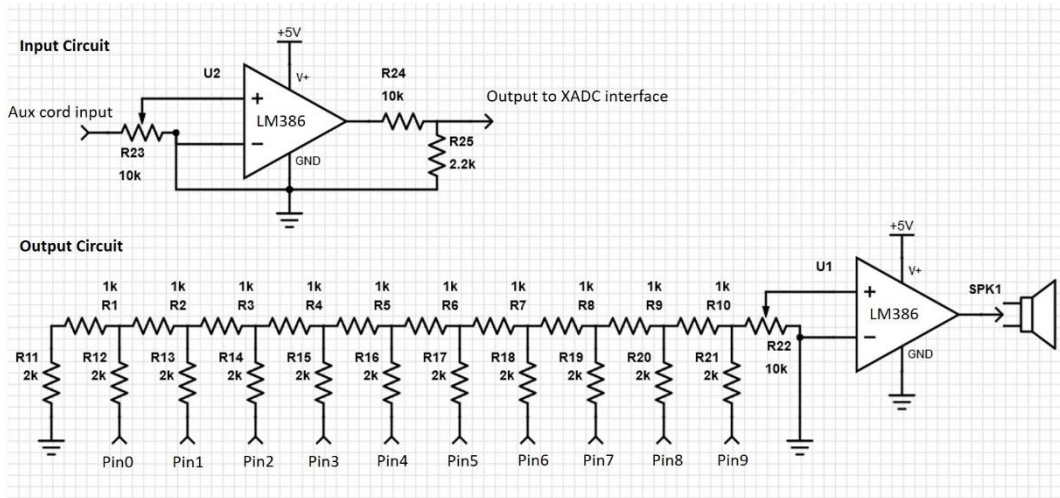 Input Circuit
+5V
U2
V+
R24
10k
Aux cord input
+
LM386
−
Output to XADC interface
R23
10k
GND
R25
2.2k
Output Circuit
+5V
U1
V+
SPK1
1k 1k 1k 1k 1k 1k 1k 1k 1k 1k
R1 R2 R3 R4 R5 R6 R7 R8 R9 R10
+
LM386
−
R11 R12 R13 R14 R15 R16 R17 R18 R19 R20 R21 R22
2k 2k 2k 2k 2k 2k 2k 2k 2k 2k 2k 10k
GND
Pin0 Pin1 Pin2 Pin3 Pin4 Pin5 Pin6 Pin7 Pin8 Pin9